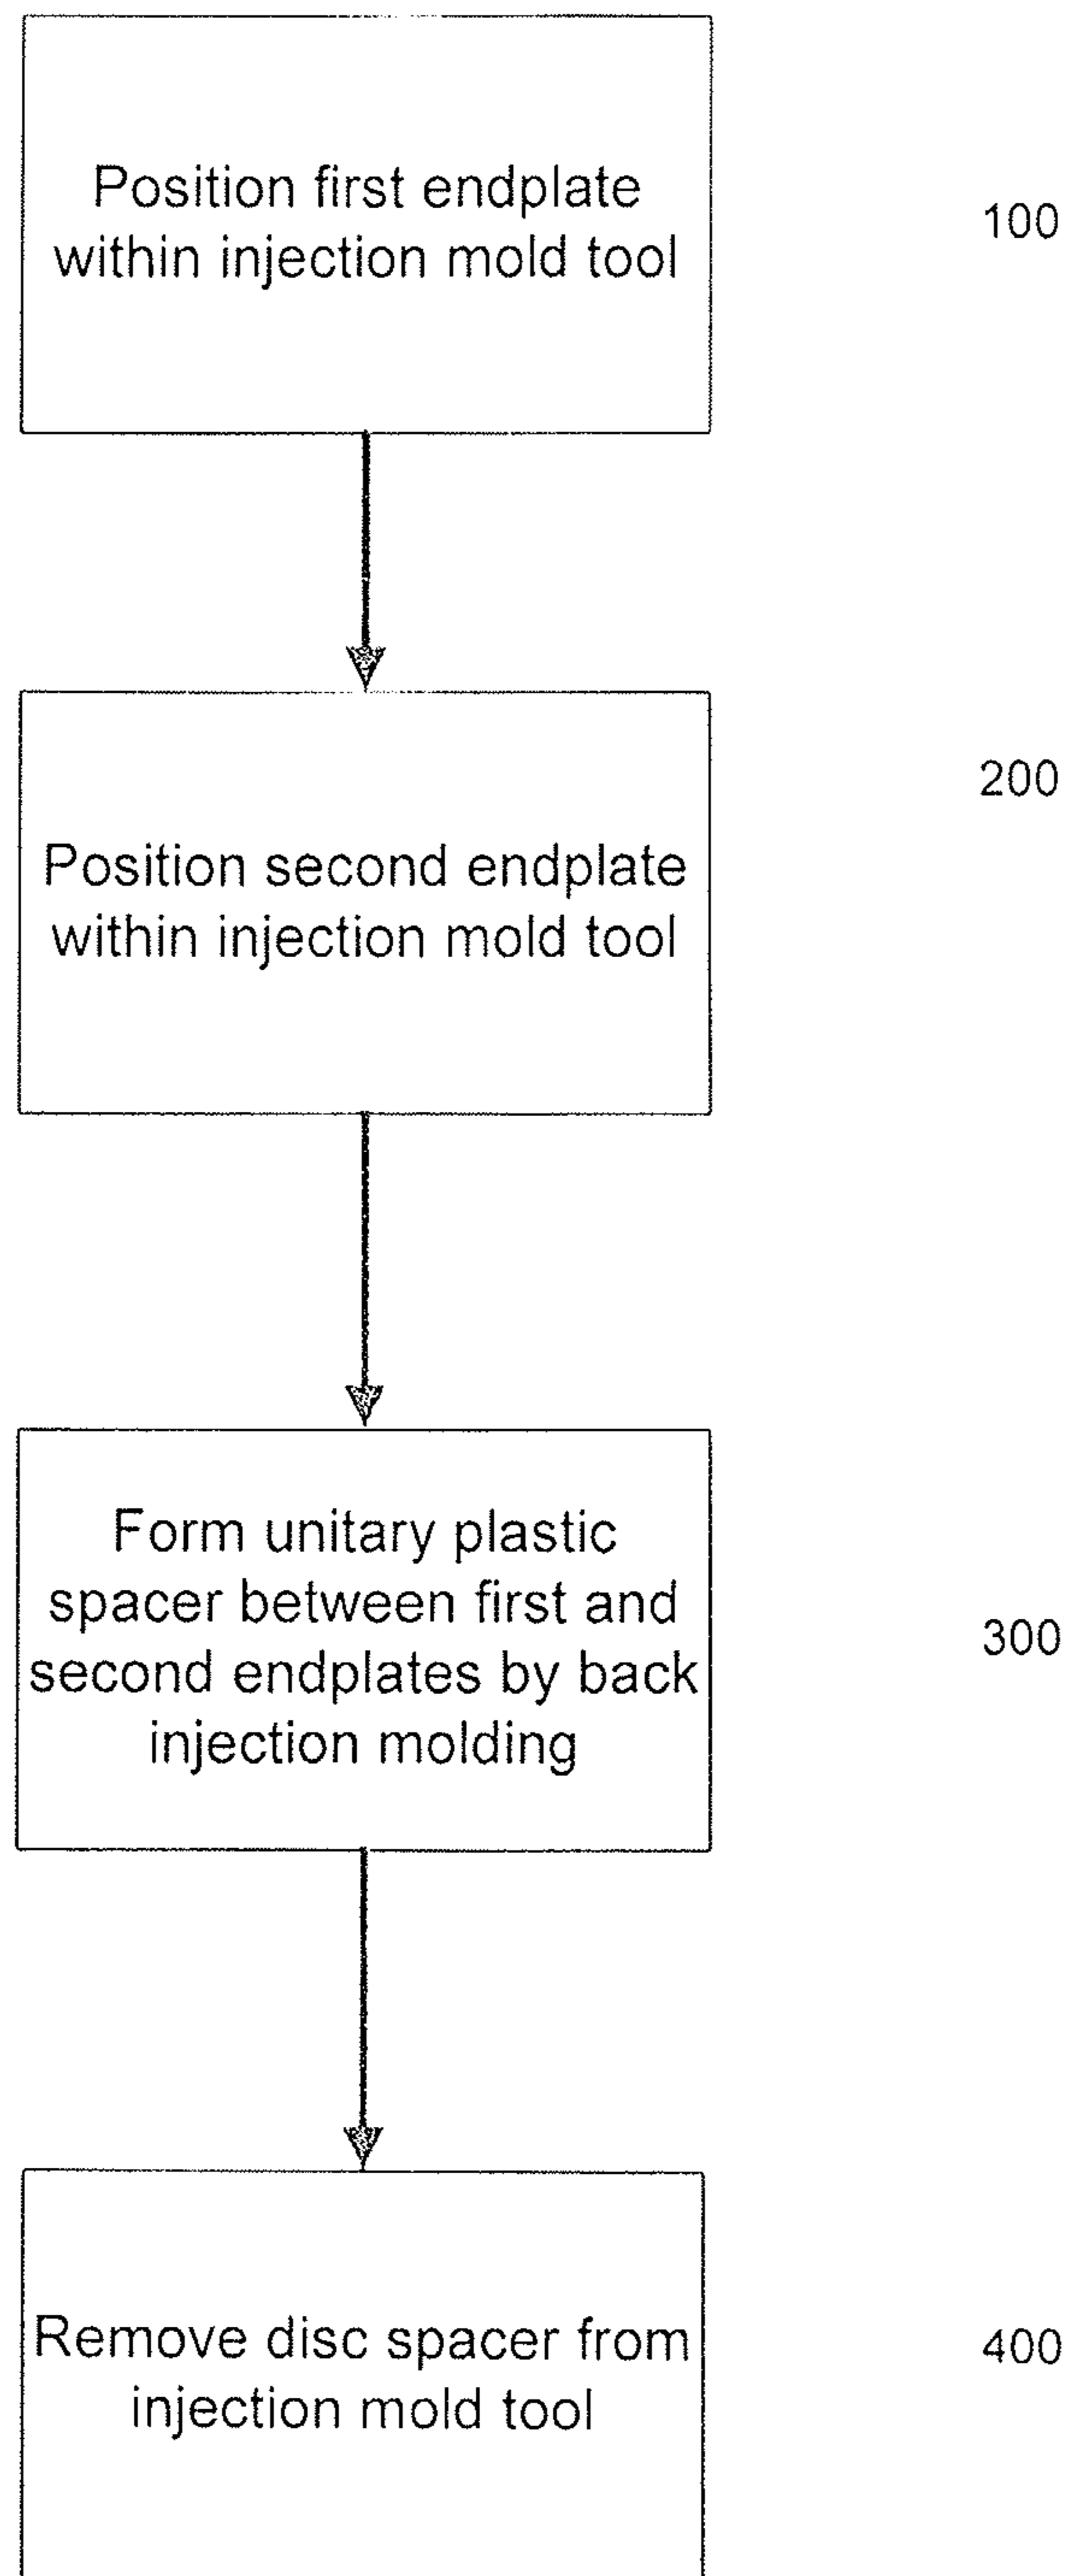 Position first endplate
within injection mold tool
100
Position second endplate
within injection mold tool
200
Form unitary plastic
spacer between first and
second endplates by back
injection molding
300
Remove disc spacer from
injection mold tool
400